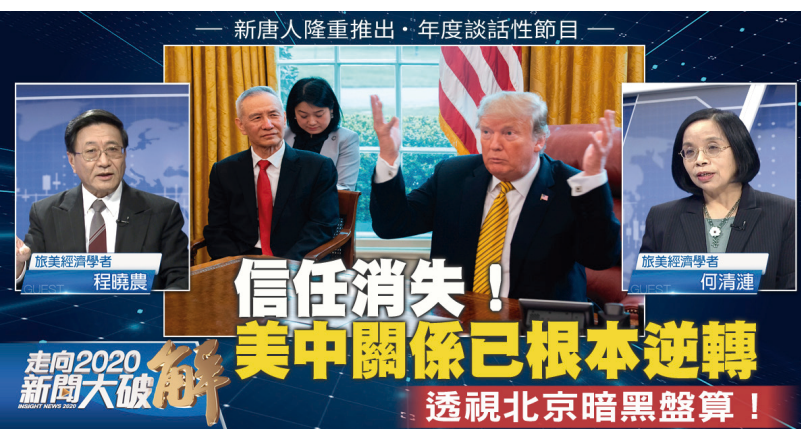 新唐人隆重推出・年度談話性節目
旅美經濟學者
程曉農
GUEST
旅美經濟學者
何清漣
GUEST
信任消失！
美中關係已根本逆轉
透視北京暗黑盤算！
走向2020
新聞大破解
INSIGHT NEWS 2020